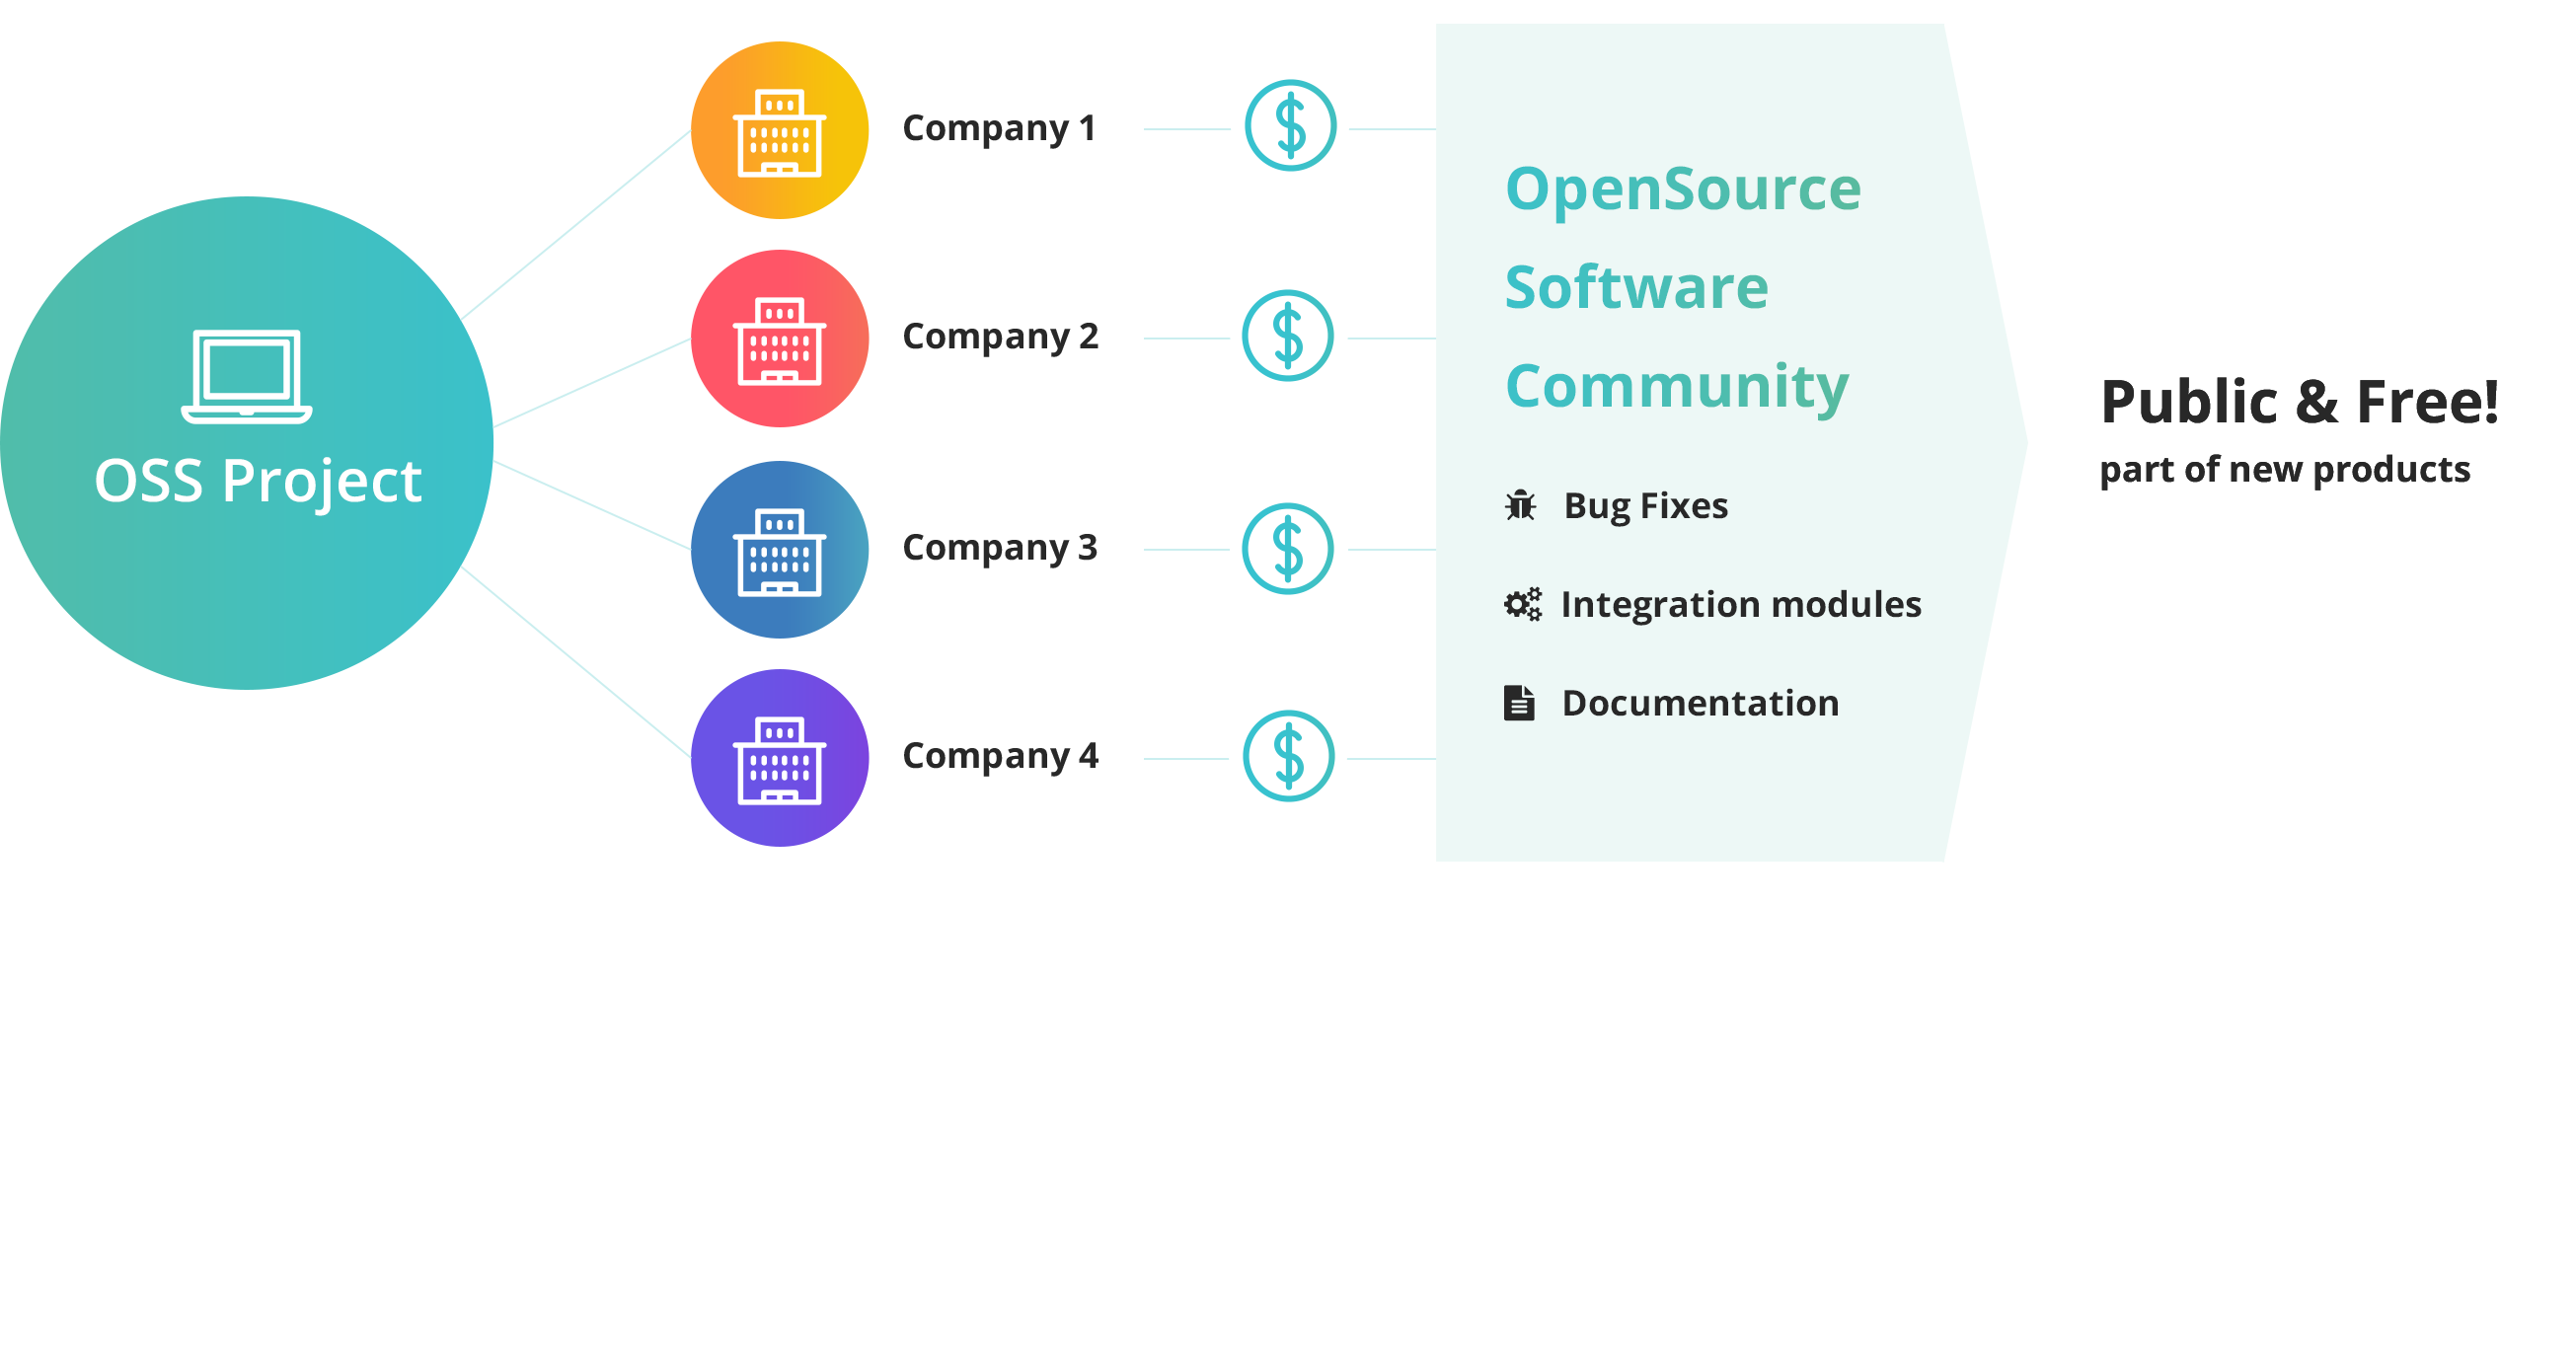 OSS Project
Company 1
Company 2
Company 3
Company 4
OpenSource
Software
Community
Bug Fixes
Integration modules
Documentation
Public & Free!
part of new products